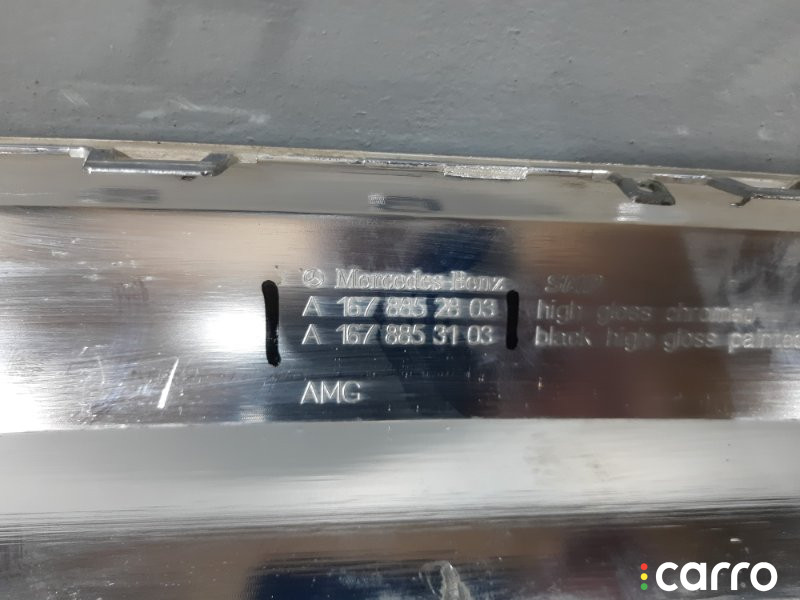 Mercedes-Benz
A 167 885 28 03 high gloss chromed
A 167 885 31 03 black high gloss painted
AMG
carro